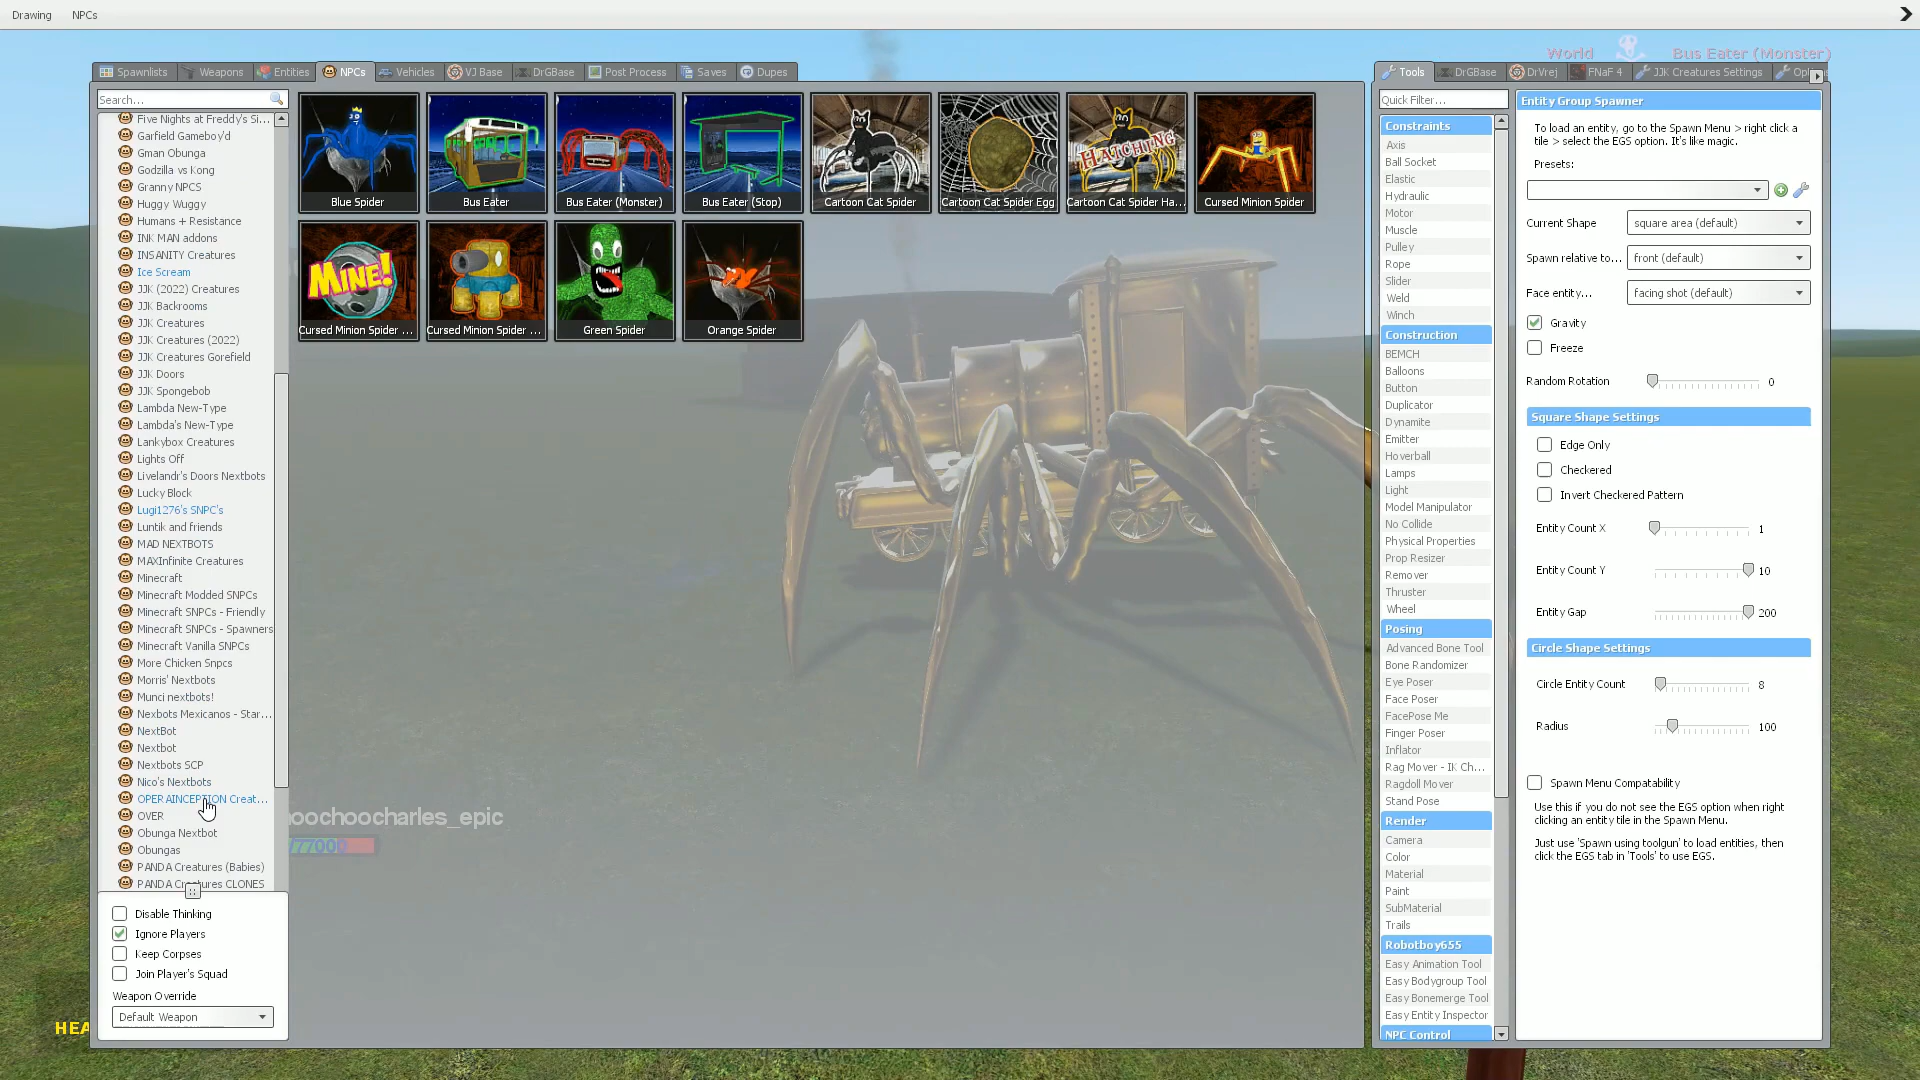 Drawing NPCs
World Bus Eater (Monster)
Spawnlists Weapons Entities NPCs Vehicles VJ Base DrGBase Post Process Saves Dupes
Tools DrGBase DrVrej FNaF 4 JJK Creatures Settings
Search...
Five Nights at Freddy's Si...
Garfield Gameboy'd
Gman Obunga
Godzilla vs Kong
Granny NPCS
Huggy Wuggy
Humans + Resistance
INK MAN addons
INSANITY Creatures
Ice Scream
JJK (2022) Creatures
JJK Backrooms
JJK Creatures
JJK Creatures (2022)
JJK Creatures Gorefield
JJK Doors
JJK Spongebob
Lambda New-Type
Lambda's New-Type
Lankybox Creatures
Lights Off
Livelandr's Doors Nextbots
Lucky Block
Lugi1276's SNPC's
Luntik and friends
MAD NEXTBOTS
MAXInfinite Creatures
Minecraft
Minecraft Modded SNPCs
Minecraft SNPCs - Friendly
Minecraft SNPCs - Spawners
Minecraft Vanilla SNPCs
More Chicken Snpcs
Morris' Nextbots
Munci nextbots!
Nexbots Mexicanos - Star...
NextBot
Nextbot
Nextbots SCP
Nico's Nextbots
OPERAINCEPTION Creat...
OVER
Obunga Nextbot
Obungas
PANDA Creatures (Babies)
PANDA Creatures CLONES
Disable Thinking
Ignore Players
Keep Corpses
Join Player's Squad
Weapon Override
Default Weapon
HEA
Blue Spider
Bus Eater
Bus Eater (Monster)
Bus Eater (Stop)
Cartoon Cat Spider
Cartoon Cat Spider Egg
HATCHING
Cartoon Cat Spider Ha...
Cursed Minion Spider
MINE!
Cursed Minion Spider ...
Cursed Minion Spider ...
Green Spider
Orange Spider
oochoocharles_epic
/77000
Quick Filter...
Constraints
Axis
Ball Socket
Elastic
Hydraulic
Motor
Muscle
Pulley
Rope
Slider
Weld
Winch
Construction
BEMCH
Balloons
Button
Duplicator
Dynamite
Emitter
Hoverball
Lamps
Light
Model Manipulator
No Collide
Physical Properties
Prop Resizer
Remover
Thruster
Wheel
Posing
Advanced Bone Tool
Bone Randomizer
Eye Poser
Face Poser
FacePose Me
Finger Poser
Inflator
Rag Mover - IK Ch...
Ragdoll Mover
Stand Pose
Render
Camera
Color
Material
Paint
SubMaterial
Trails
Robotboy655
Easy Animation Tool
Easy Bodygroup Tool
Easy Bonemerge Tool
Easy Entity Inspector
NPC Control
Entity Group Spawner
To load an entity, go to the Spawn Menu > right click a
tile > select the EGS option. It's like magic.
Presets:
Current Shape square area (default)
Spawn relative to... front (default)
Face entity... facing shot (default)
Gravity
Freeze
Random Rotation 0
Square Shape Settings
Edge Only
Checkered
Invert Checkered Pattern
Entity Count X 1
Entity Count Y 10
Entity Gap 200
Circle Shape Settings
Circle Entity Count 8
Radius 100
Spawn Menu Compatability
Use this if you do not see the EGS option when right
clicking an entity tile in the Spawn Menu.
Just use 'Spawn using toolgun' to load entities, then
click the EGS tab in 'Tools' to use EGS.